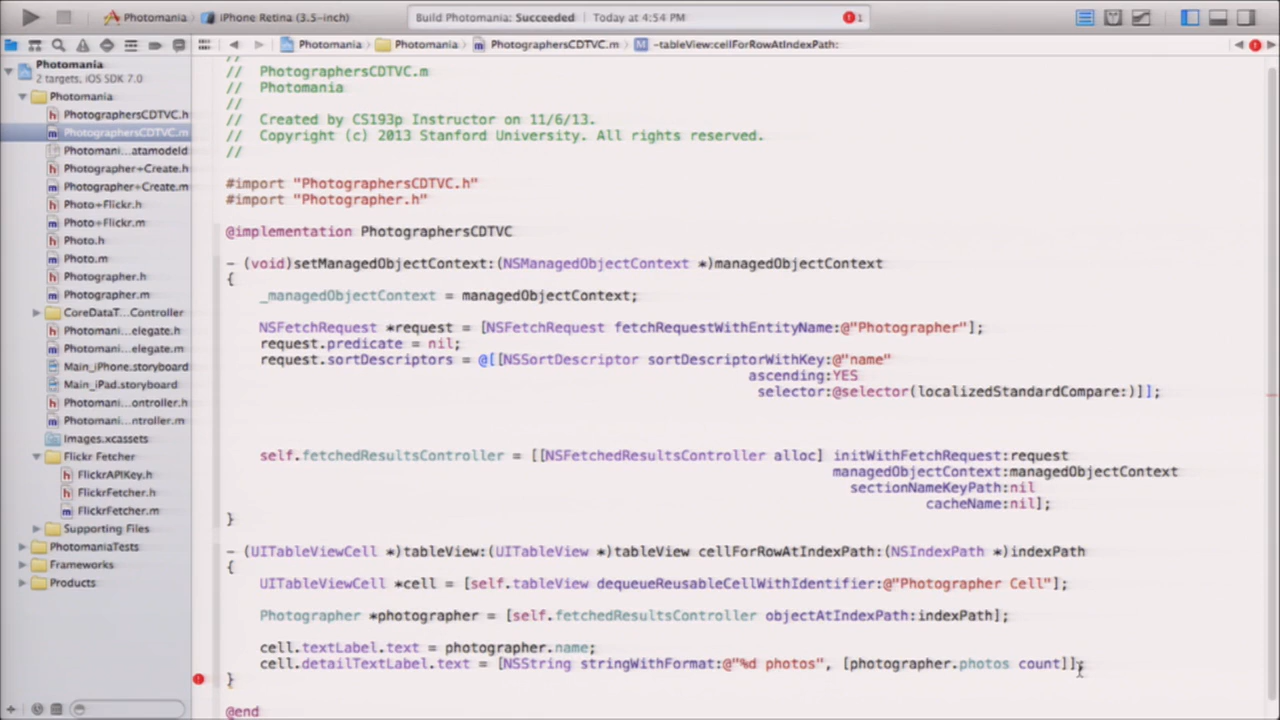 Photomania
iPhone Retina (3.5-inch)
Build Photomania: Succeeded
Today at 4:54 PM
1
Photomania
Photomania
PhotographersCDTVC.m
-tableView:cellForRowAtIndexPath:
Photomania
2 targets, iOS SDK 7.0
Photomania
PhotographersCDTVC.h
PhotographersCDTVC.m
Photomani...atamodeld
Photographer+Create.h
Photographer+Create.m
Photo+Flickr.h
Photo+Flickr.m
Photo.h
Photo.m
Photographer.h
Photographer.m
CoreDataT...Controller
Photomani...elegate.h
Photomani...elegate.m
Main_iPhone.storyboard
Main_iPad.storyboard
Photomani...ontroller.h
Photomani...ntroller.m
Images.xcassets
Flickr Fetcher
FlickrAPIKey.h
FlickrFetcher.h
FlickrFetcher.m
Supporting Files
PhotomaniaTests
Frameworks
Products
//
// PhotographersCDTVC.m
// Photomania
//
// Created by CS193p Instructor on 11/6/13.
// Copyright (c) 2013 Stanford University. All rights reserved.
//
#import "PhotographersCDTVC.h"
#import "Photographer.h"
@implementation PhotographersCDTVC
- (void)setManagedObjectContext:(NSManagedObjectContext *)managedObjectContext
{
_managedObjectContext = managedObjectContext;
NSFetchRequest *request = [NSFetchRequest fetchRequestWithEntityName:@"Photographer"];
request.predicate = nil;
request.sortDescriptors = @[[NSSortDescriptor sortDescriptorWithKey:@"name"
ascending:YES
selector:@selector(localizedStandardCompare:)]];
self.fetchedResultsController = [[NSFetchedResultsController alloc] initWithFetchRequest:request
managedObjectContext:managedObjectContext
sectionNameKeyPath:nil
cacheName:nil];
}
- (UITableViewCell *)tableView:(UITableView *)tableView cellForRowAtIndexPath:(NSIndexPath *)indexPath
{
UITableViewCell *cell = [self.tableView dequeueReusableCellWithIdentifier:@"Photographer Cell"];
Photographer *photographer = [self.fetchedResultsController objectAtIndexPath:indexPath];
cell.textLabel.text = photographer.name;
cell.detailTextLabel.text = [NSString stringWithFormat:@"%d photos", [photographer.photos count]];
}
@end